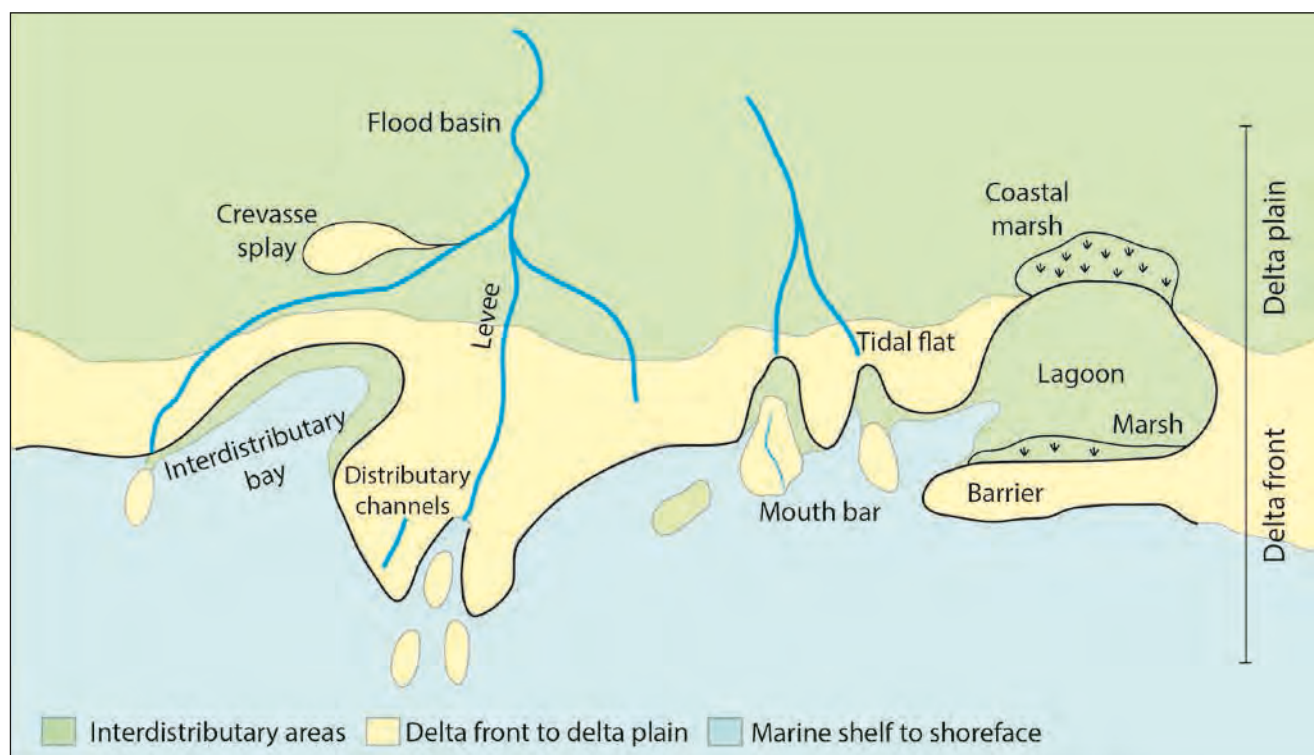 Flood basin
Crevasse
splay
Levee
Coastal
marsh
Delta plain
Tidal flat
Lagoon
Marsh
Interdistributary
bay
Distributary
channels
Mouth bar
Barrier
Delta front
Interdistributary areas
Delta front to delta plain
Marine shelf to shoreface